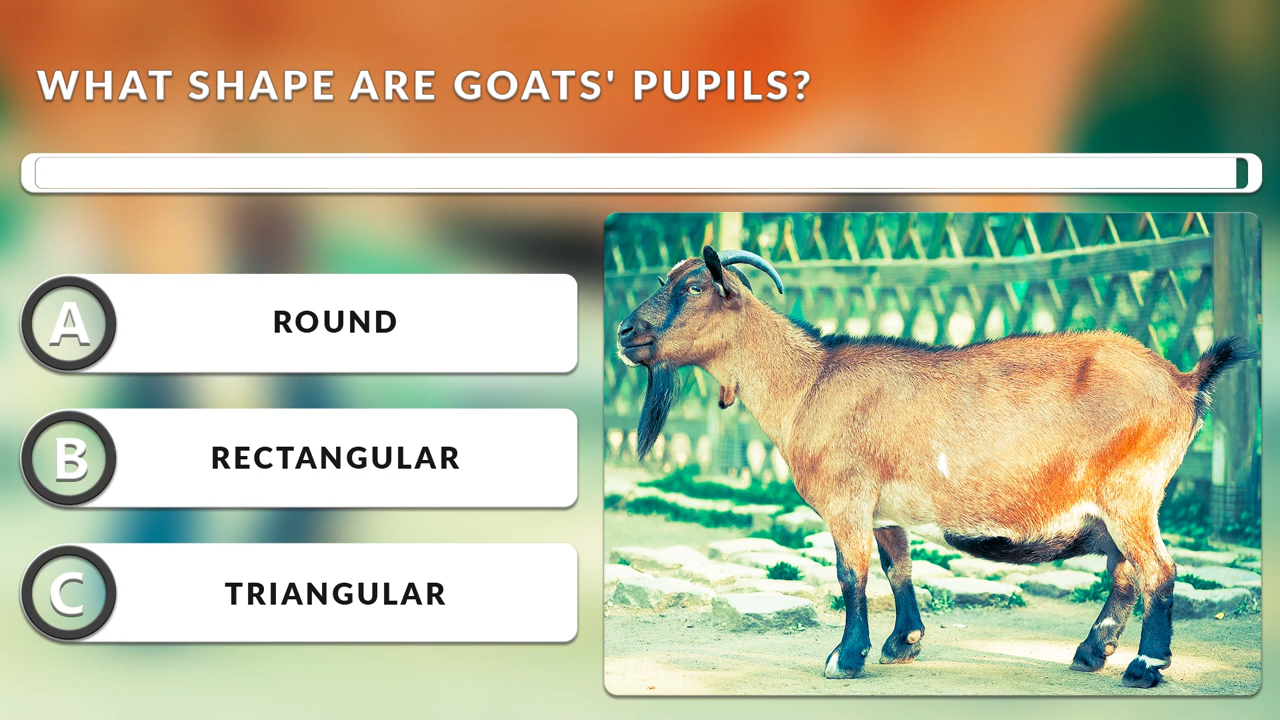 WHAT SHAPE ARE GOATS' PUPILS?
A ROUND
B RECTANGULAR
C TRIANGULAR